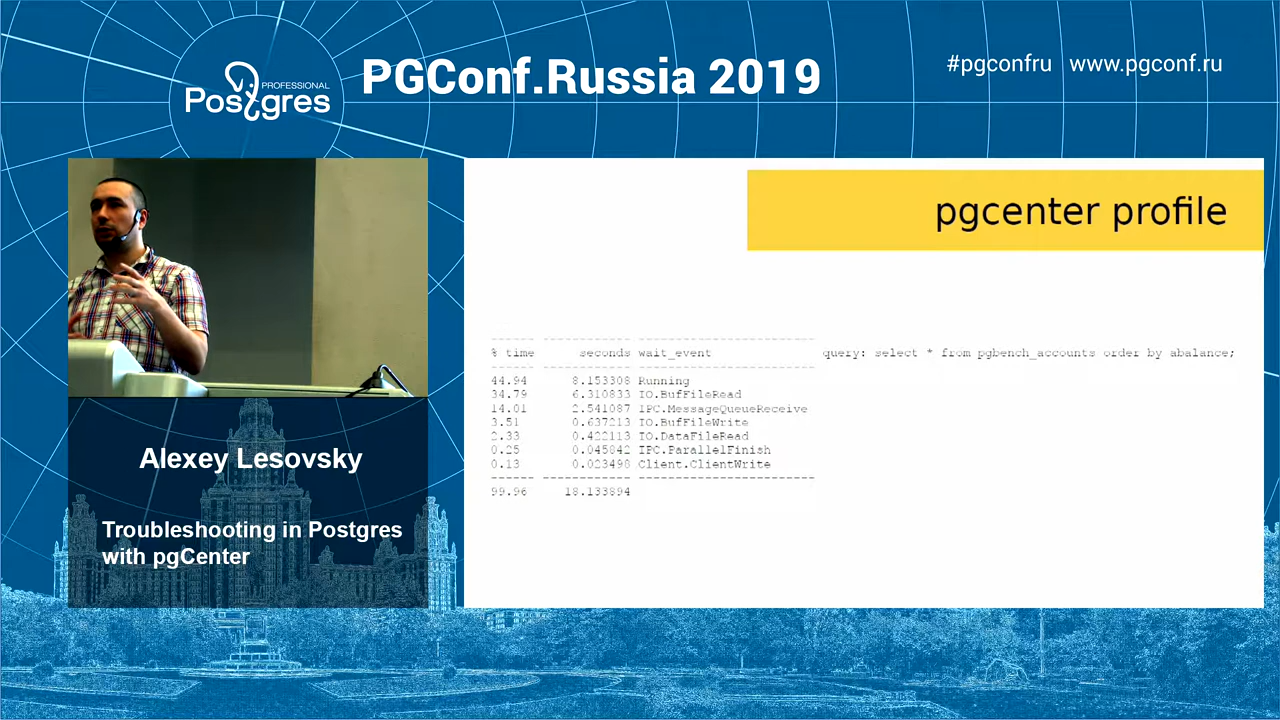 PROFESSIONAL
Postgres
PGConf.Russia 2019
#pgconfru www.pgconf.ru
pgcenter profile
------ ------------ -----------------------------
% time seconds wait_event query: select * from pgbench_accounts order by abalance;
------ ------------ -----------------------------
44.94 8.153308 Running
34.79 6.310833 IO.BufFileRead
14.01 2.541087 IPC.MessageQueueReceive
3.51 0.637213 IO.BufFileWrite
2.33 0.422113 IO.DataFileRead
0.25 0.045842 IPC.ParallelFinish
0.13 0.023498 Client.ClientWrite
------ ------------ -----------------------------
99.96 18.133894
Alexey Lesovsky
Troubleshooting in Postgres
with pgCenter